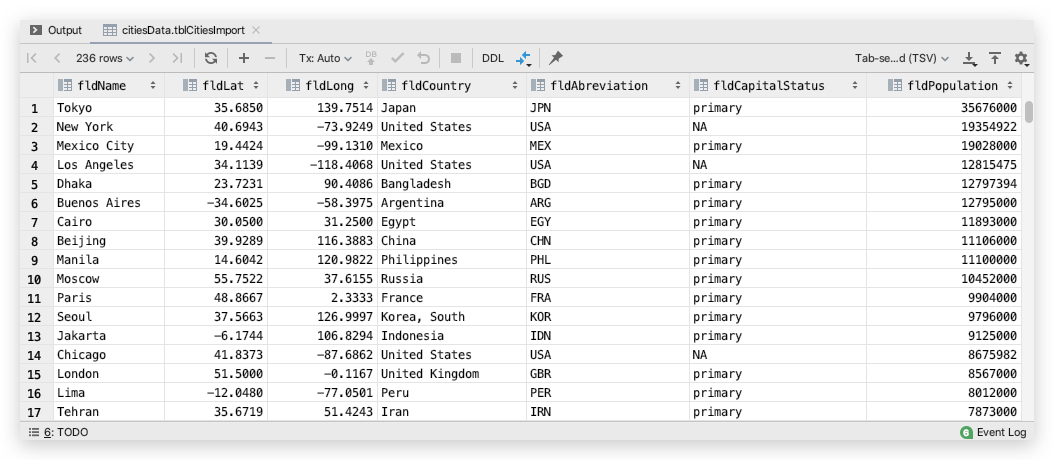 Output citiesData.tblCitiesImport
236 rows Tx: Auto DB DDL Tab-se...d (TSV)
fldName fldLat fldLong fldCountry fldAbreviation fldCapitalStatus fldPopulation
1 Tokyo 35.6850 139.7514 Japan JPN primary 35676000
2 New York 40.6943 -73.9249 United States USA NA 19354922
3 Mexico City 19.4424 -99.1310 Mexico MEX primary 19028000
4 Los Angeles 34.1139 -118.4068 United States USA NA 12815475
5 Dhaka 23.7231 90.4086 Bangladesh BGD primary 12797394
6 Buenos Aires -34.6025 -58.3975 Argentina ARG primary 12795000
7 Cairo 30.0500 31.2500 Egypt EGY primary 11893000
8 Beijing 39.9289 116.3883 China CHN primary 11106000
9 Manila 14.6042 120.9822 Philippines PHL primary 11100000
10 Moscow 55.7522 37.6155 Russia RUS primary 10452000
11 Paris 48.8667 2.3333 France FRA primary 9904000
12 Seoul 37.5663 126.9997 Korea, South KOR primary 9796000
13 Jakarta -6.1744 106.8294 Indonesia IDN primary 9125000
14 Chicago 41.8373 -87.6862 United States USA NA 8675982
15 London 51.5000 -0.1167 United Kingdom GBR primary 8567000
16 Lima -12.0480 -77.0501 Peru PER primary 8012000
17 Tehran 35.6719 51.4243 Iran IRN primary 7873000
6: TODO 6 Event Log